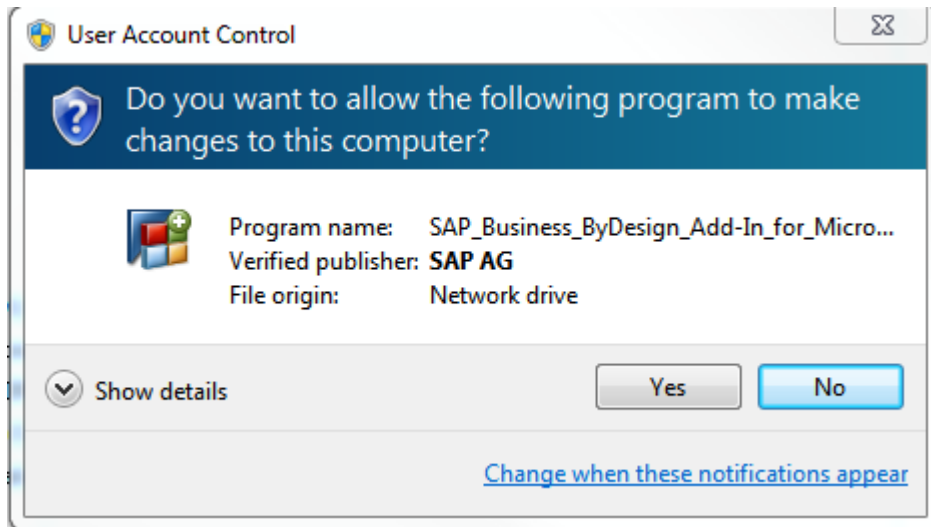 User Account Control
Do you want to allow the following program to make
changes to this computer?
Program name: SAP_Business_ByDesign_Add-In_for_Micro...
Verified publisher: SAP AG
File origin: Network drive
Show details
Yes
No
Change when these notifications appear